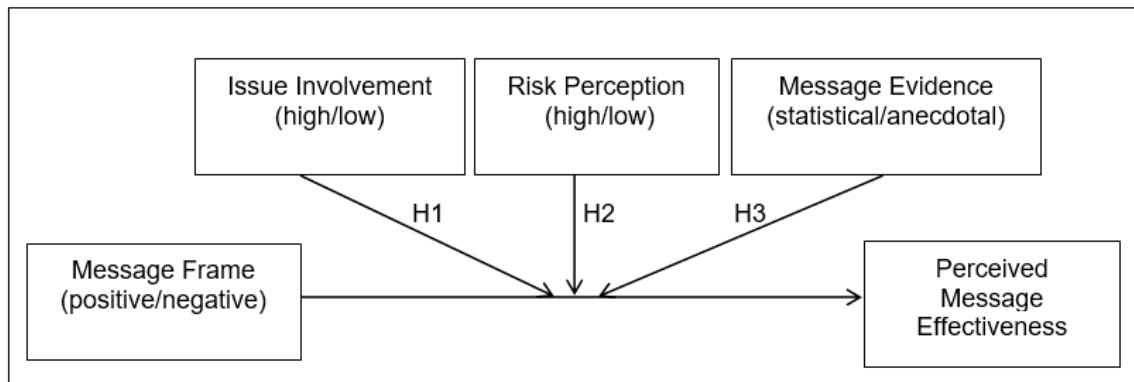 Issue Involvement
(high/low)
Risk Perception
(high/low)
Message Evidence
(statistical/anecdotal)
H1
H2
H3
Message Frame
(positive/negative)
Perceived
Message
Effectiveness